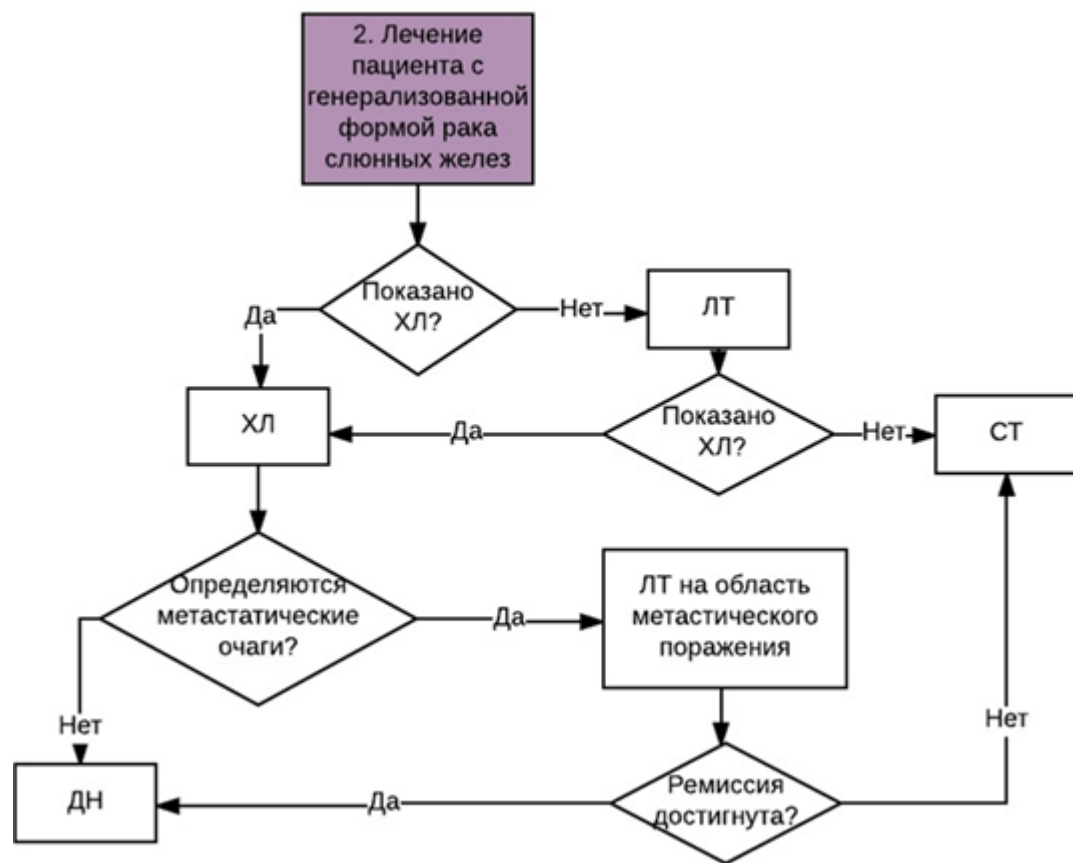 2. Лечение
пациента с
генерализованной
формой рака
слюнных желез
Показано
ХЛ?
Да
Нет
ЛТ
ХЛ
Да
Показано
ХЛ?
Нет
СТ
Определяются
метастатические
очаги?
Да
ЛТ на область
метастического
поражения
Нет
Нет
ДН
Да
Ремиссия
достигнута?